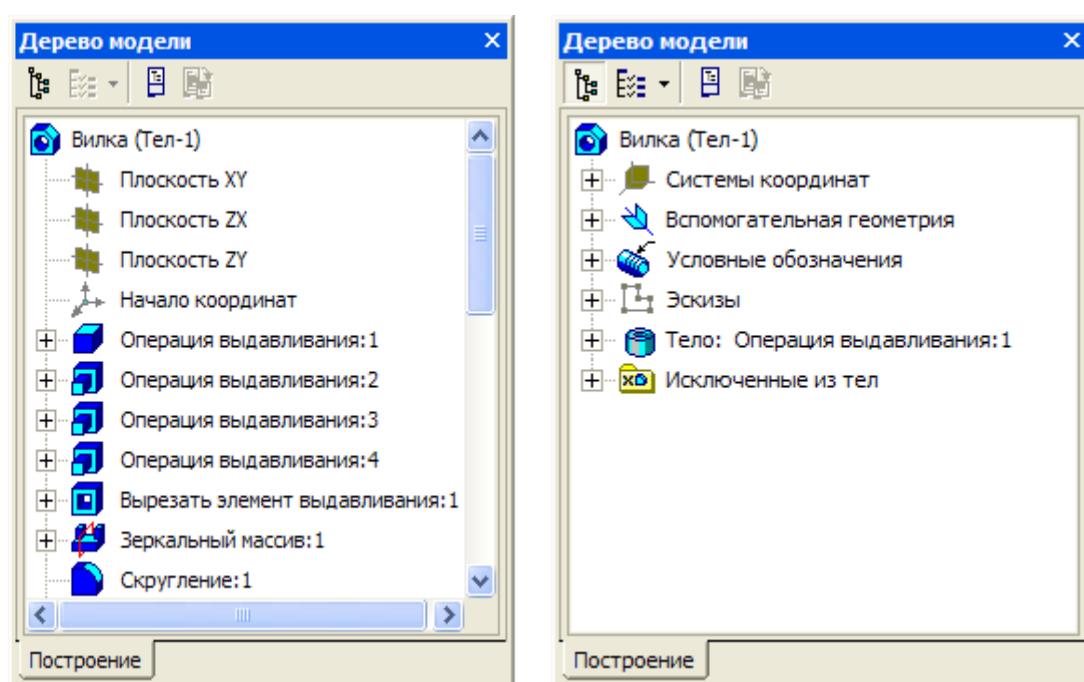 Дерево модели
Вилка (Тел-1)
Плоскость XY
Плоскость ZX
Плоскость ZY
Начало координат
Операция выдавливания:1
Операция выдавливания:2
Операция выдавливания:3
Операция выдавливания:4
Вырезать элемент выдавливания:1
Зеркальный массив:1
Скругление:1
Построение
Дерево модели
Вилка (Тел-1)
Системы координат
Вспомогательная геометрия
Условные обозначения
Эскизы
Тело: Операция выдавливания:1
Исключенные из тел
Построение